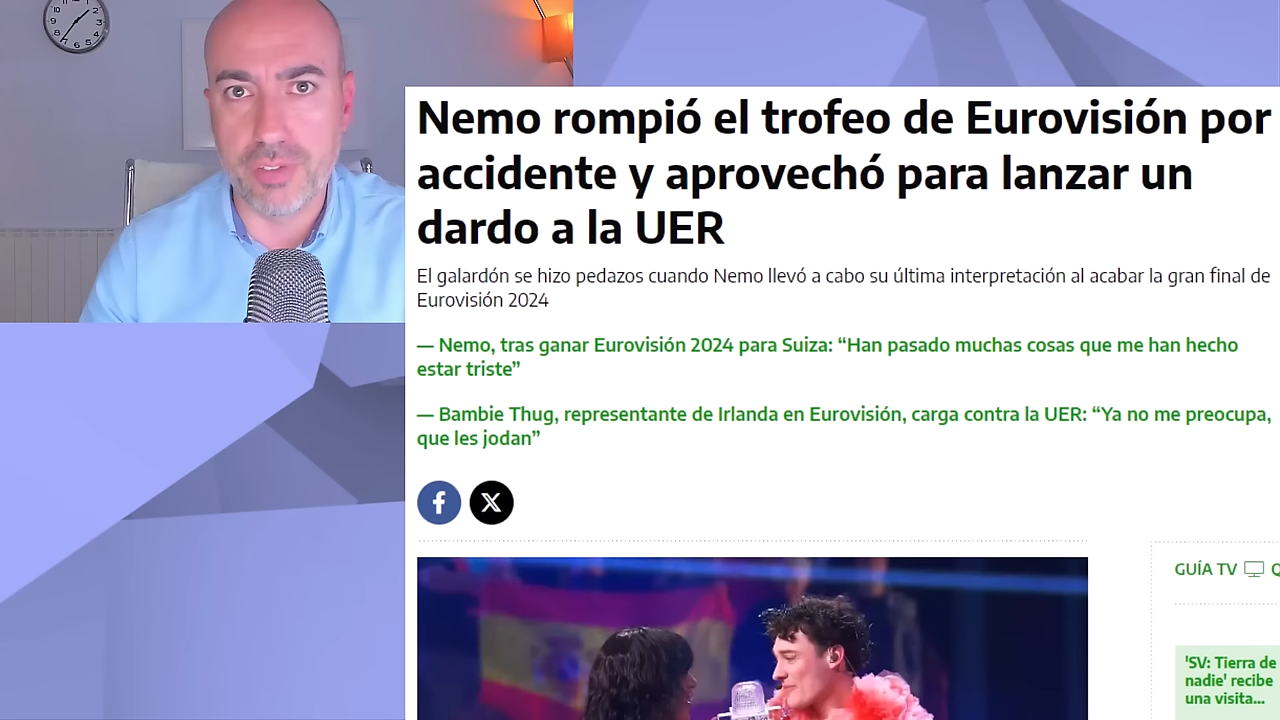 Nemo rompió el trofeo de Eurovisión por
accidente y aprovechó para lanzar un
dardo a la UER
El galardón se hizo pedazos cuando Nemo llevó a cabo su última interpretación al acabar la gran final de
Eurovisión 2024
— Nemo, tras ganar Eurovisión 2024 para Suiza: “Han pasado muchas cosas que me han hecho
estar triste”
— Bambie Thug, representante de Irlanda en Eurovisión, carga contra la UER: “Ya no me preocupa,
que les jodan”
f X
GUÍA TV Q
'SV: Tierra de
nadie' recibe
una visita...